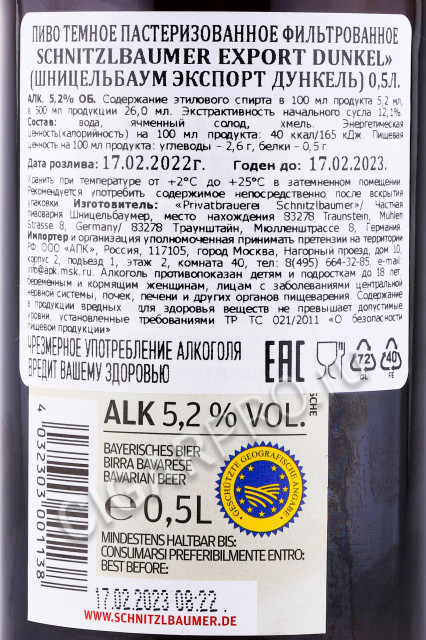 ПИВО ТЕМНОЕ ПАСТЕРИЗОВАННОЕ ФИЛЬТРОВАННОЕ
SCHNITZLBAUMER EXPORT DUNKEL»
(ШНИЦЕЛЬБАУМ ЭКСПОРТ ДУНКЕЛЬ) 0,5Л.
АЛК. 5,2% ОБ. Содержание этилового спирта в 100 мл продукта 5,2 мл,
в 500 мл продукции 26,0 мл. Экстрактивность начального сусла 12,1%.
Состав: вода, ячменный солод, хмель. Энергетическая
ценность(калорийность) на 100 мл продукта: 40 ккал/165 кДж Пищевая
ценность на 100 мл продукта: углеводы – 2,6 г, белки - 0,5 г
Дата розлива: 17.02.2022г. Годен до: 17.02.2023.
Хранить при температуре от +2°С до +25°С в затемненном помещении.
Рекомендуется употребить содержимое непосредственно после вскрытия
упаковки. Изготовитель: «Privatbrauerei Schnitzlbaumer»/ Частная
пивоварня Шницельбаумер, место нахождения 83278 Traunstein, Mühlen
Strasse 8, Germany/ 83278 Траунштайн, Мюлленштрассе 8, Германия.
Импортер и организация уполномоченная принимать претензии на территории
РФ: ООО «АПК», Россия, 117105, город Москва, Нагорный проезд, дом 10,
корпус 2, подъезд 1, этаж 2, комната 40, тел: 8(495) 664-32-85, e-mail:
info@apk.msk.ru. Алкоголь противопоказан детям и подросткам до 18 лет,
беременным и кормящим женщинам, лицам с заболеваниями центральной
нервной системы, почек, печени и других органов пищеварения. Содержание
в продукции вредных для здоровья веществ не превышает допустимые
уровни, установленные требованиями ТР ТС 021/2011 «О безопасности
пищевой продукции»
ЧРЕЗМЕРНОЕ УПОТРЕБЛЕНИЕ АЛКОГОЛЯ
ВРЕДИТ ВАШЕМУ ЗДОРОВЬЮ
EAC
72
GL
40
FE
ALK 5,2 % VOL.
BAYERISCHES BIER
BIRRA BAVARESE
BAVARIAN BEER
℮ 0,5L
GESCHÜTZTE GEOGRAFISCHE ANGABE
MINDESTENS HALTBAR BIS:
CONSUMARSI PREFERIBILMENTE ENTRO:
BEST BEFORE:
17.02.2023 08:22
WWW.SCHNITZLBAUMER.DE
4 032303 001138